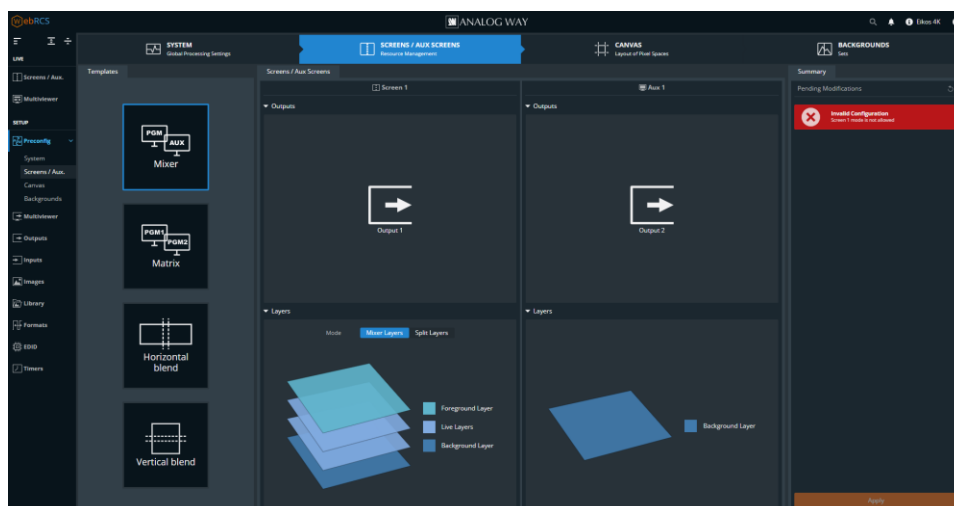 WebRCS
ANALOG WAY
Eikos 4K
LIVE
Screens / Aux.
Multiviewer
SETUP
Preconfig
System
Screens / Aux.
Canvas
Backgrounds
Multiviewer
Outputs
Inputs
Images
Library
Formats
EDID
Timers
SYSTEM
Global Processing Settings
SCREENS / AUX SCREENS
Resource Management
CANVAS
Layout of Pixel Spaces
BACKGROUNDS
Sets
Templates
PGM
AUX
Mixer
PGM1
PGM2
Matrix
Horizontal
blend
Vertical blend
Screens / Aux Screens
Screen 1
Outputs
Output 1
Layers
Mode Mixer Layers Split Layers
Foreground Layer
Live Layers
Background Layer
Aux 1
Outputs
Output 2
Layers
Background Layer
Summary
Pending Modifications
Invalid Configuration
Screen 1 mode is not allowed
Apply